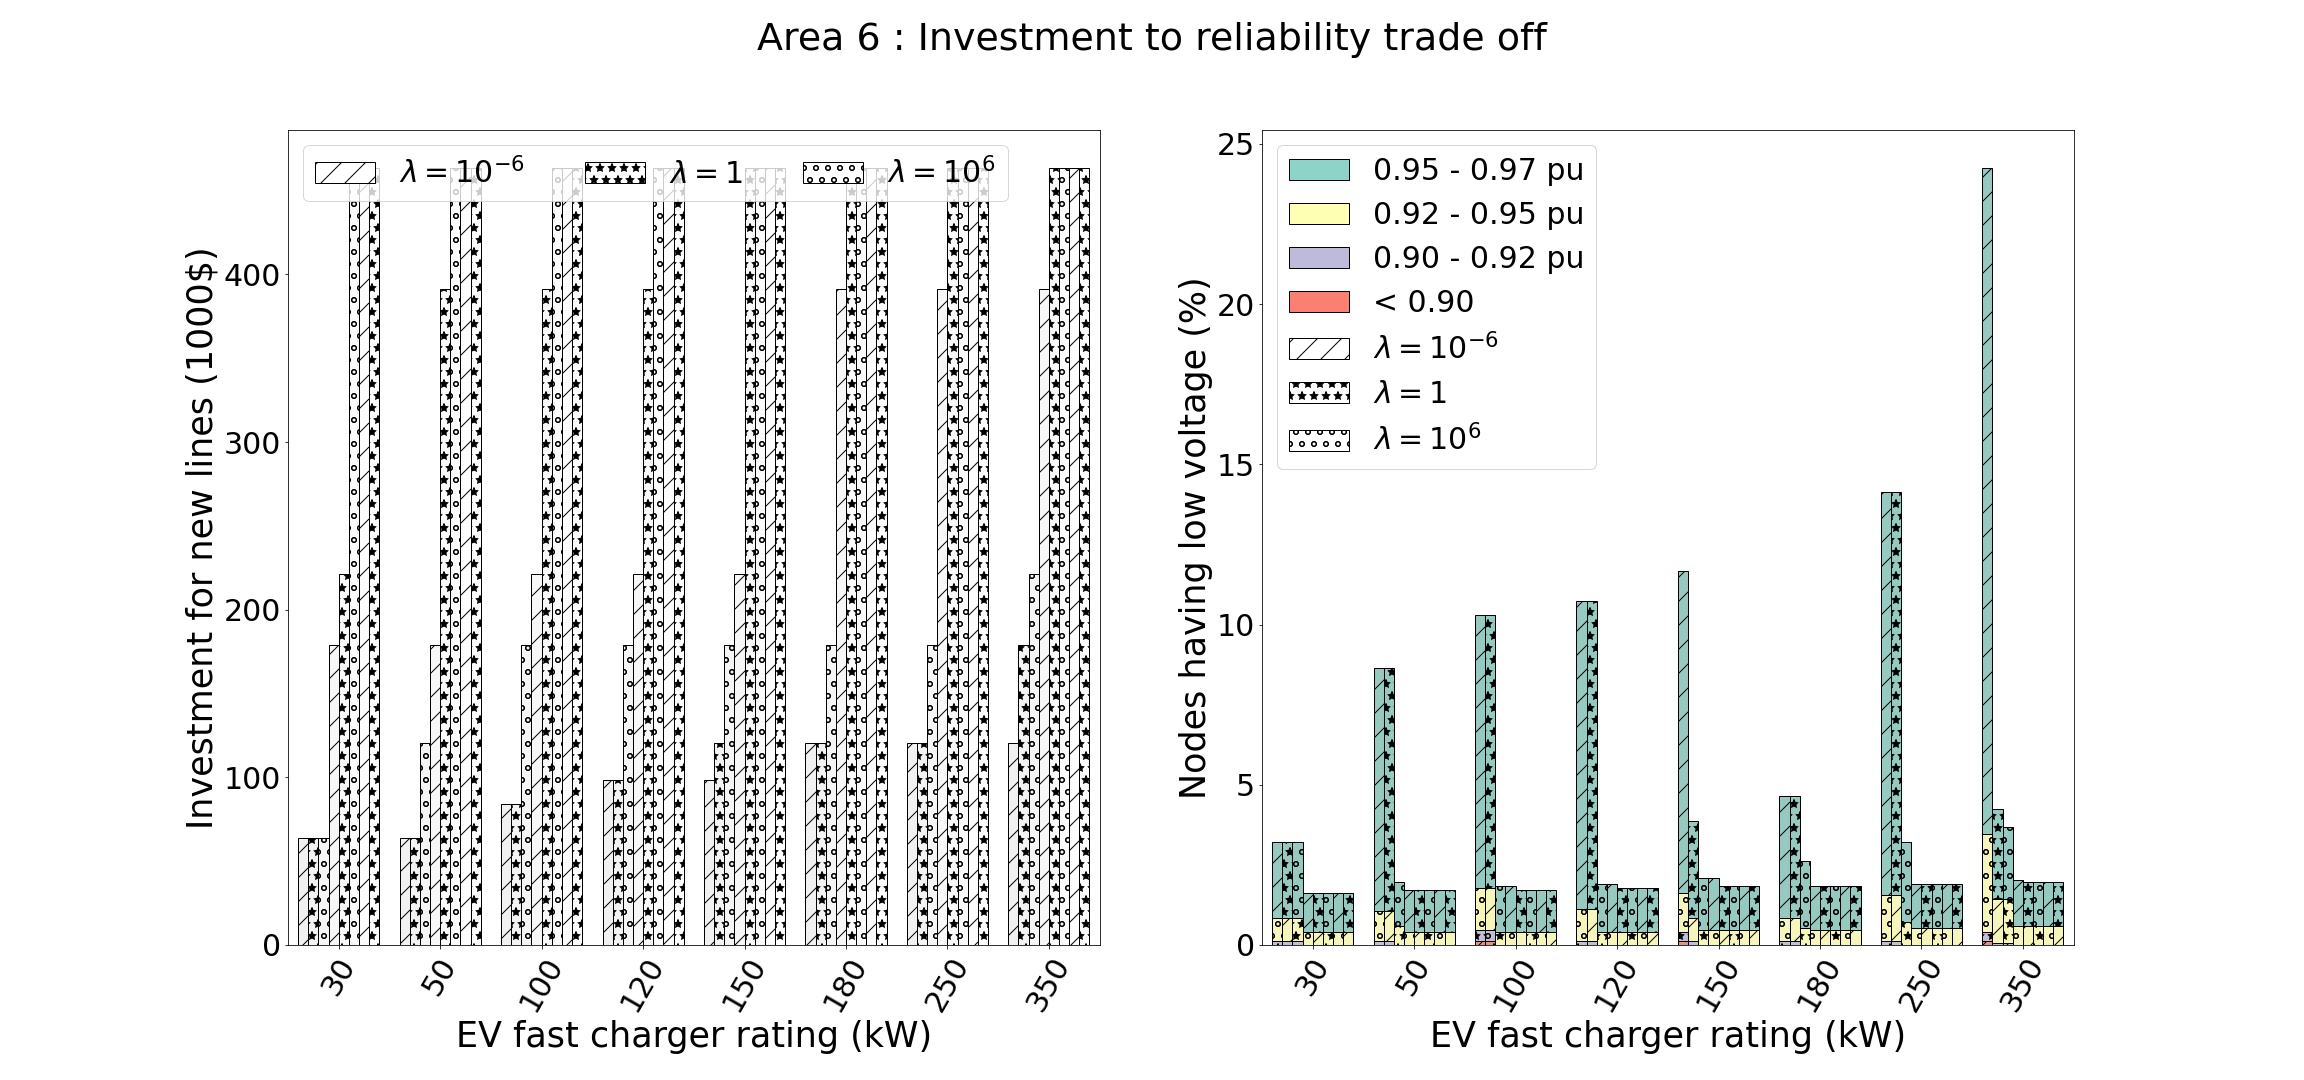 Area 6 : Investment to reliability trade off
Investment for new lines (1000$)
400
300
200
100
0
λ = 10⁻⁶
λ = 1
λ = 10⁶
30
50
100
120
150
180
250
350
EV fast charger rating (kW)
Nodes having low voltage (%)
25
20
15
10
5
0
0.95 - 0.97 pu
0.92 - 0.95 pu
0.90 - 0.92 pu
< 0.90
λ = 10⁻⁶
λ = 1
λ = 10⁶
30
50
100
120
150
180
250
350
EV fast charger rating (kW)